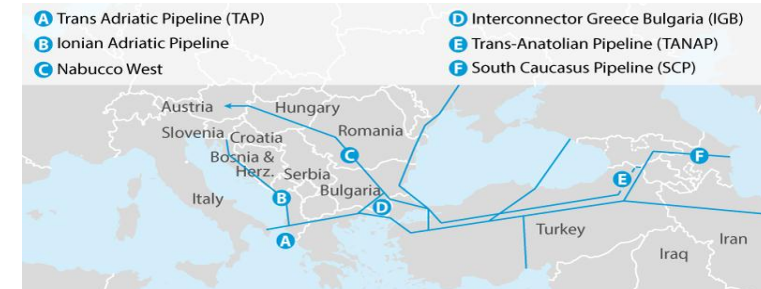 A Trans Adriatic Pipeline (TAP)
B Ionian Adriatic Pipeline
C Nabucco West
D Interconnector Greece Bulgaria (IGB)
E Trans-Anatolian Pipeline (TANAP)
F South Caucasus Pipeline (SCP)
Austria
Hungary
Slovenia
Croatia
Romania
Bosnia &
Herz.
Serbia
Bulgaria
Italy
Turkey
Iraq
Iran
A
B
C
D
E
F